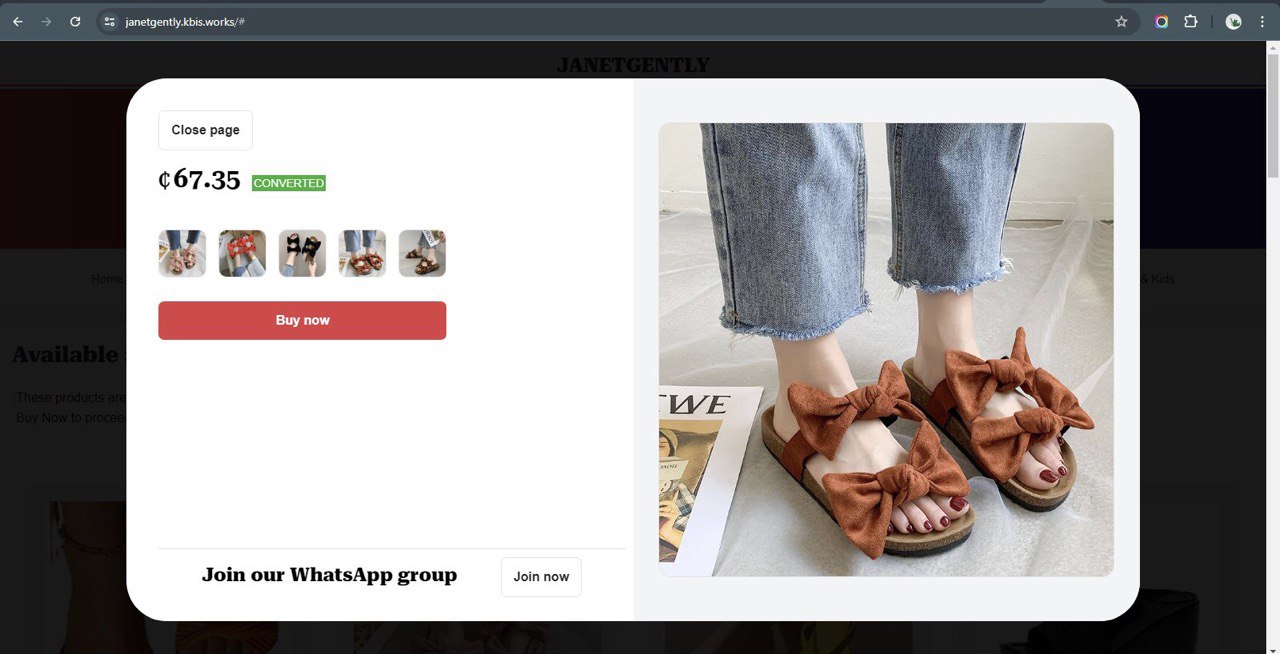 janetgently.kbis.works/#
JANETGENTLY
Close page
₵67.35 CONVERTED
Buy now
Join our WhatsApp group
Join now
Home
& Kids
Available
These products are
Buy Now to procee